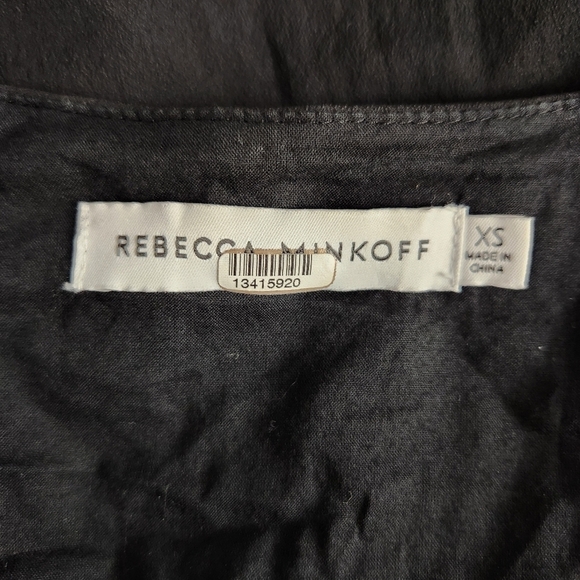 REBECCA MINKOFF
13415920
XS
MADE IN
CHINA